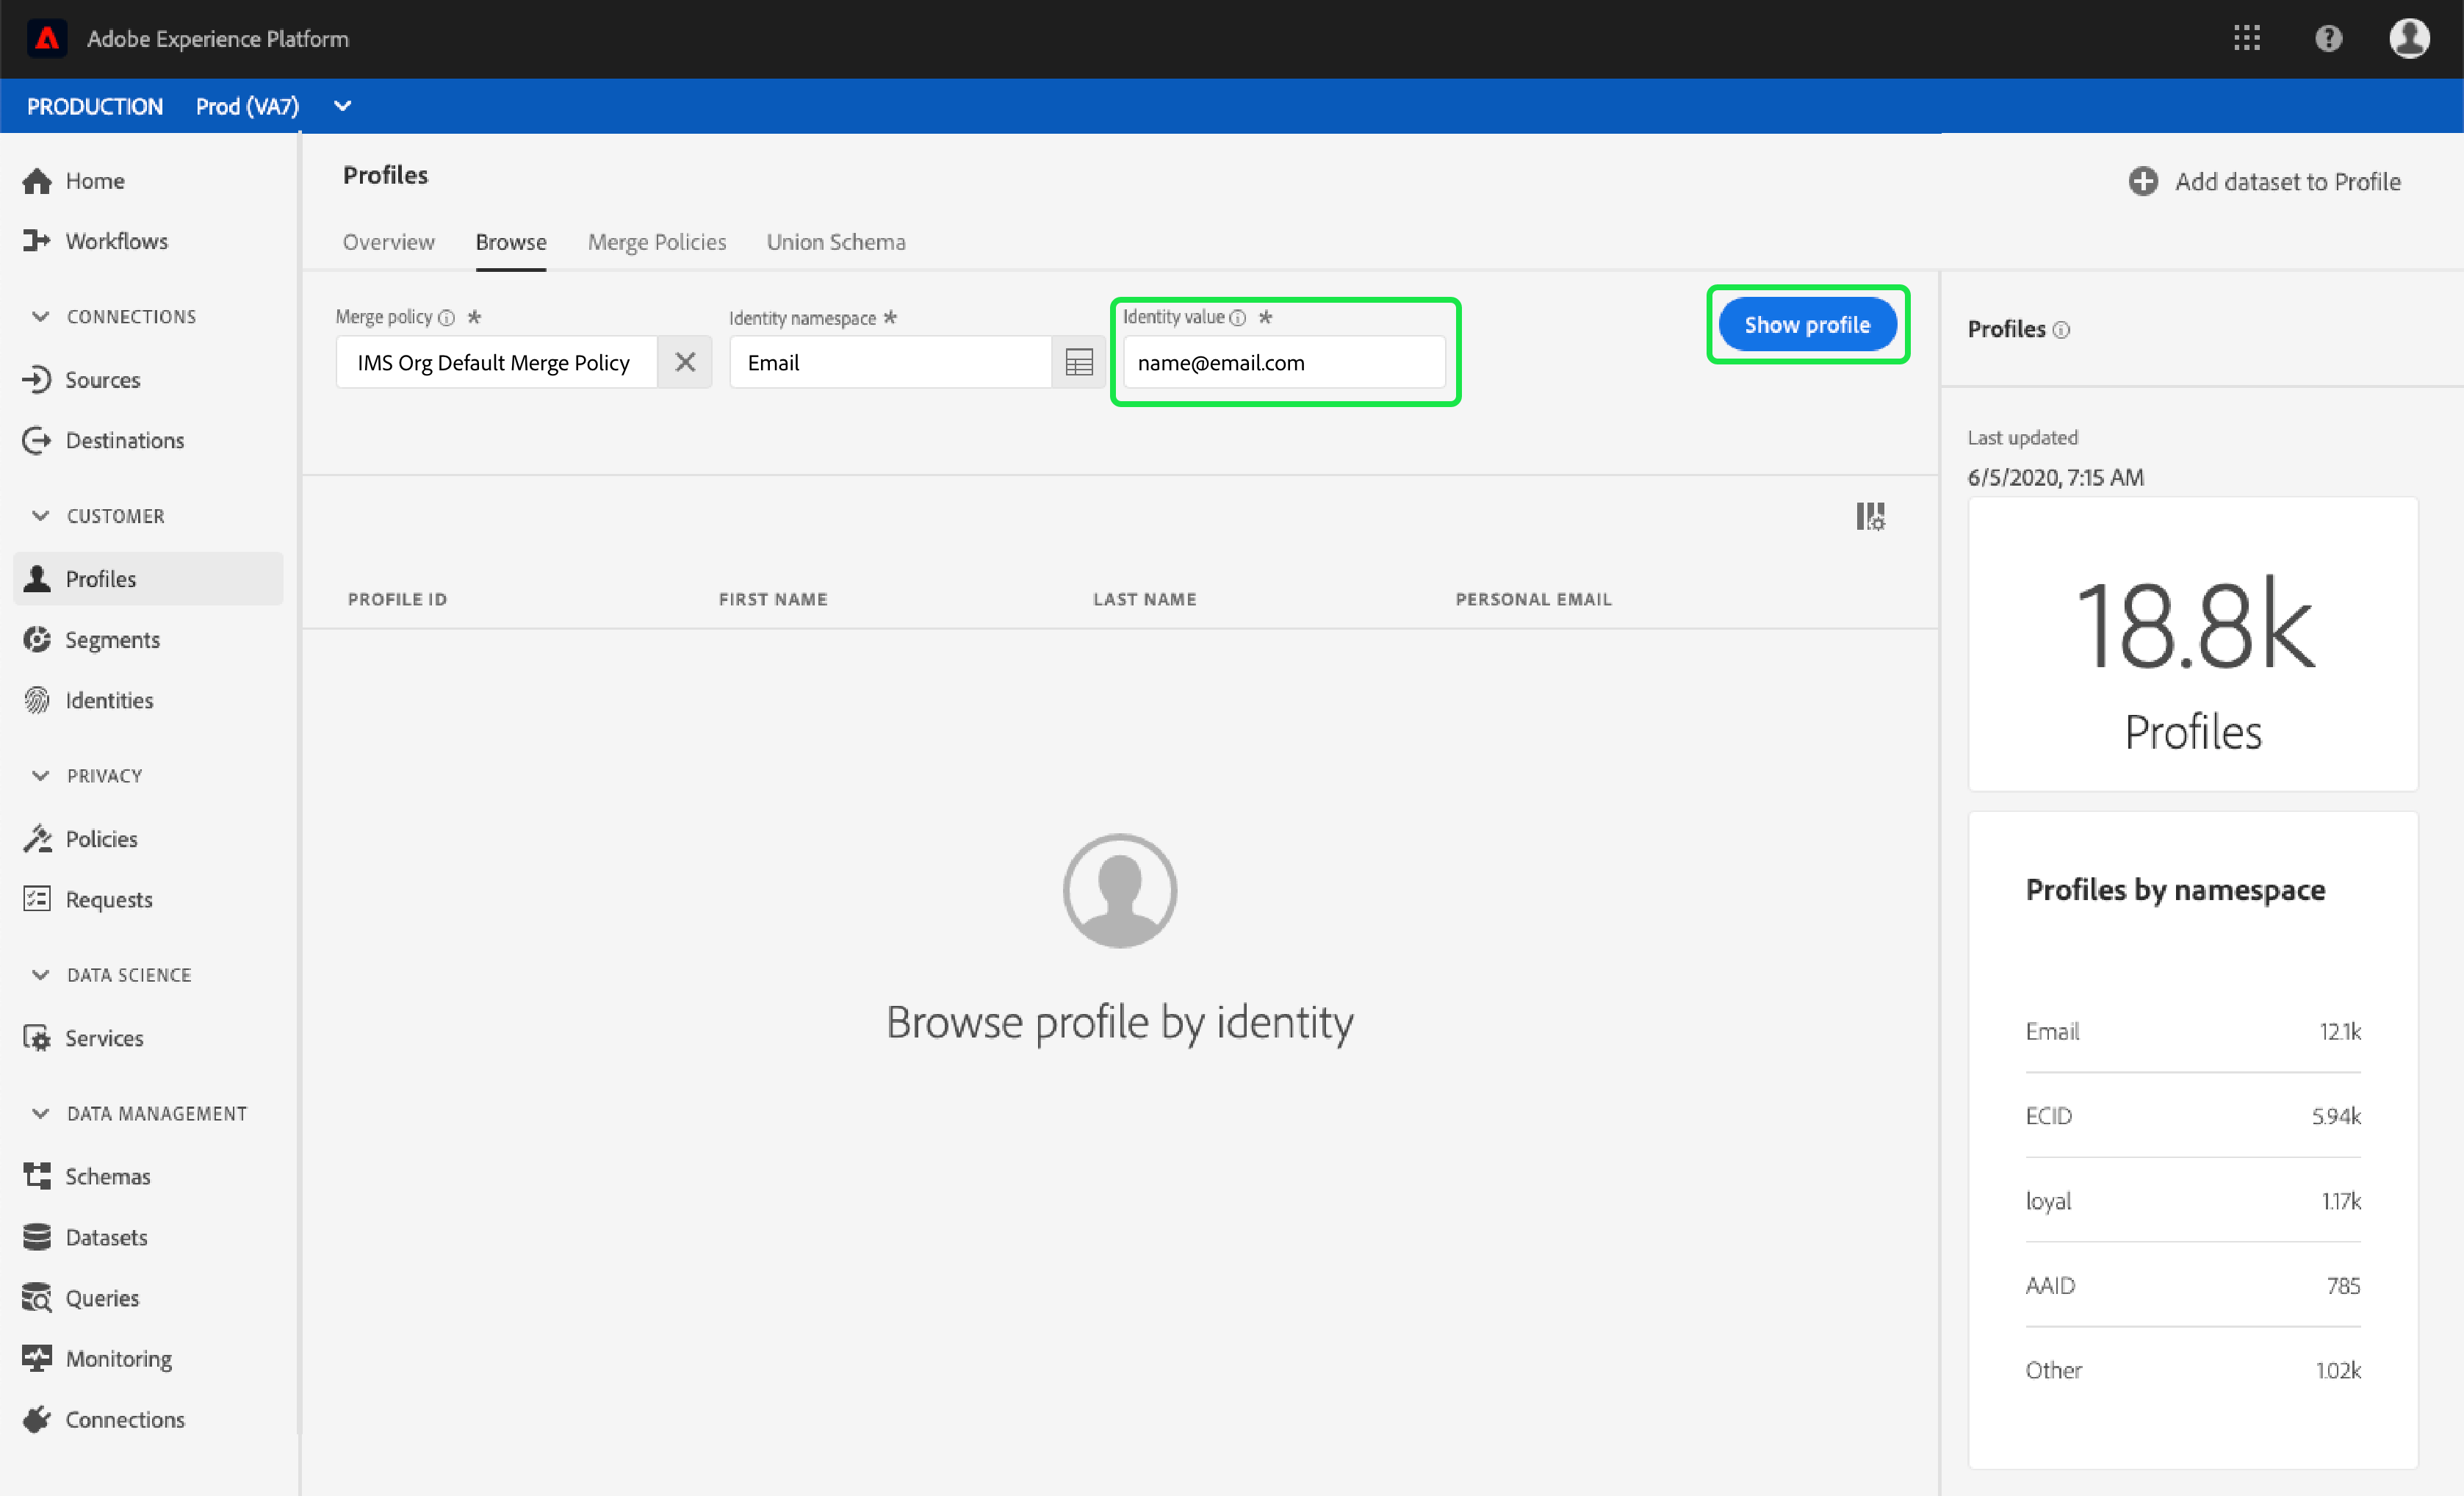 Adobe Experience Platform
PRODUCTION Prod (VA7)
Home
Workflows
CONNECTIONS
Sources
Destinations
CUSTOMER
Profiles
Segments
Identities
PRIVACY
Policies
Requests
DATA SCIENCE
Services
DATA MANAGEMENT
Schemas
Datasets
Queries
Monitoring
Connections
Profiles
Add dataset to Profile
Overview Browse Merge Policies Union Schema
Merge policy * Identity namespace * Identity value *
IMS Org Default Merge Policy Email name@email.com
Show profile
PROFILE ID FIRST NAME LAST NAME PERSONAL EMAIL
Browse profile by identity
Profiles
Last updated
6/5/2020, 7:15 AM
18.8k
Profiles
Profiles by namespace
Email 12.1k
ECID 5.94k
loyal 1.17k
AAID 785
Other 1.02k